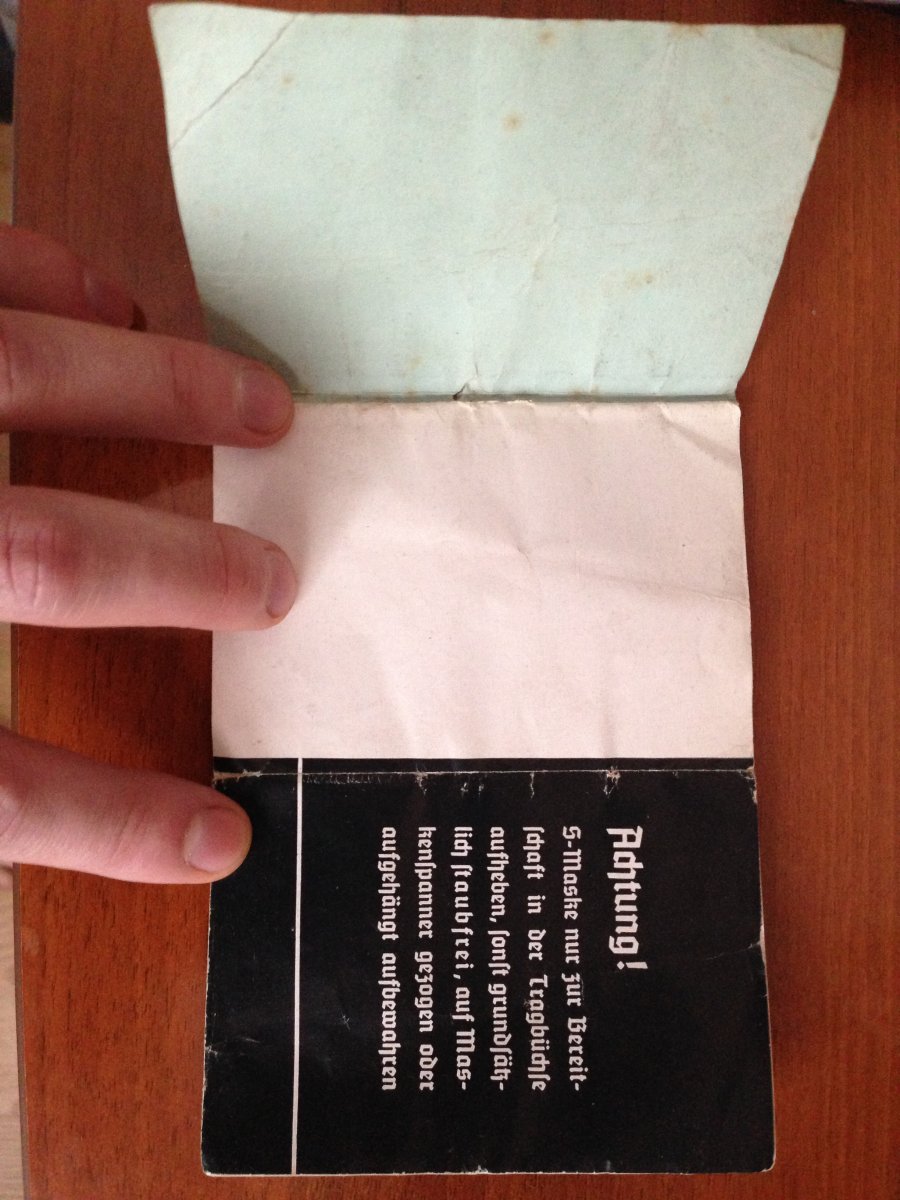 Achtung!
S-Maske nur zur Bereit-
ſchaft in der Tragbüchſe
aufheben, ſonſt grundſätz-
lich ſtaubfrei, auf Mas-
kenſpanner gezogen oder
aufgehängt aufbewahren